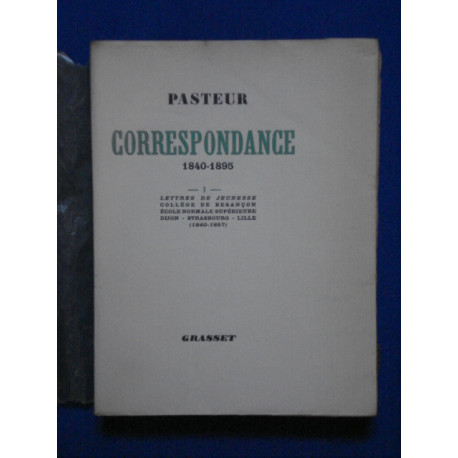 PASTEUR
CORRESPONDANCE
1840-1895
— I —
LETTRES DE JEUNESSE
COLLÈGE DE BESANÇON
ÉCOLE NORMALE SUPÉRIEURE
DIJON - STRASBOURG - LILLE
(1840-1857)
GRASSET